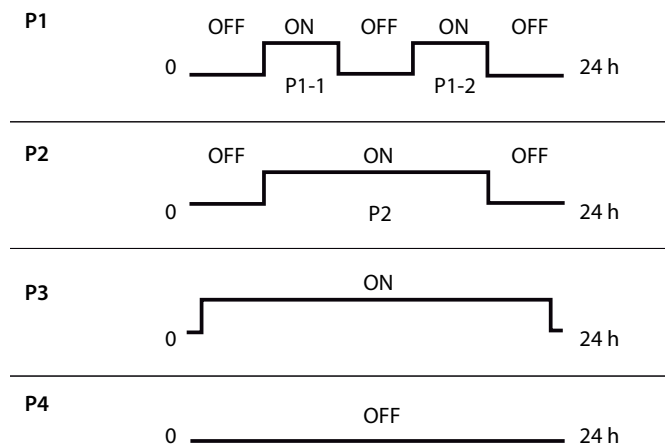 P1
OFF ON OFF ON OFF
0 24 h
P1-1 P1-2
P2
OFF ON OFF
0 24 h
P2
P3
ON
0 24 h
P4
OFF
0 24 h